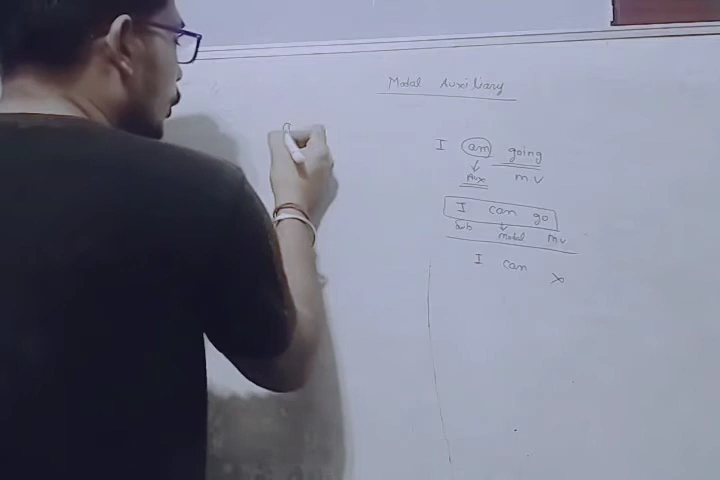 Modal Auxiliary
I am going
Aux m.v
I can go
Sub modal mv
I can ×